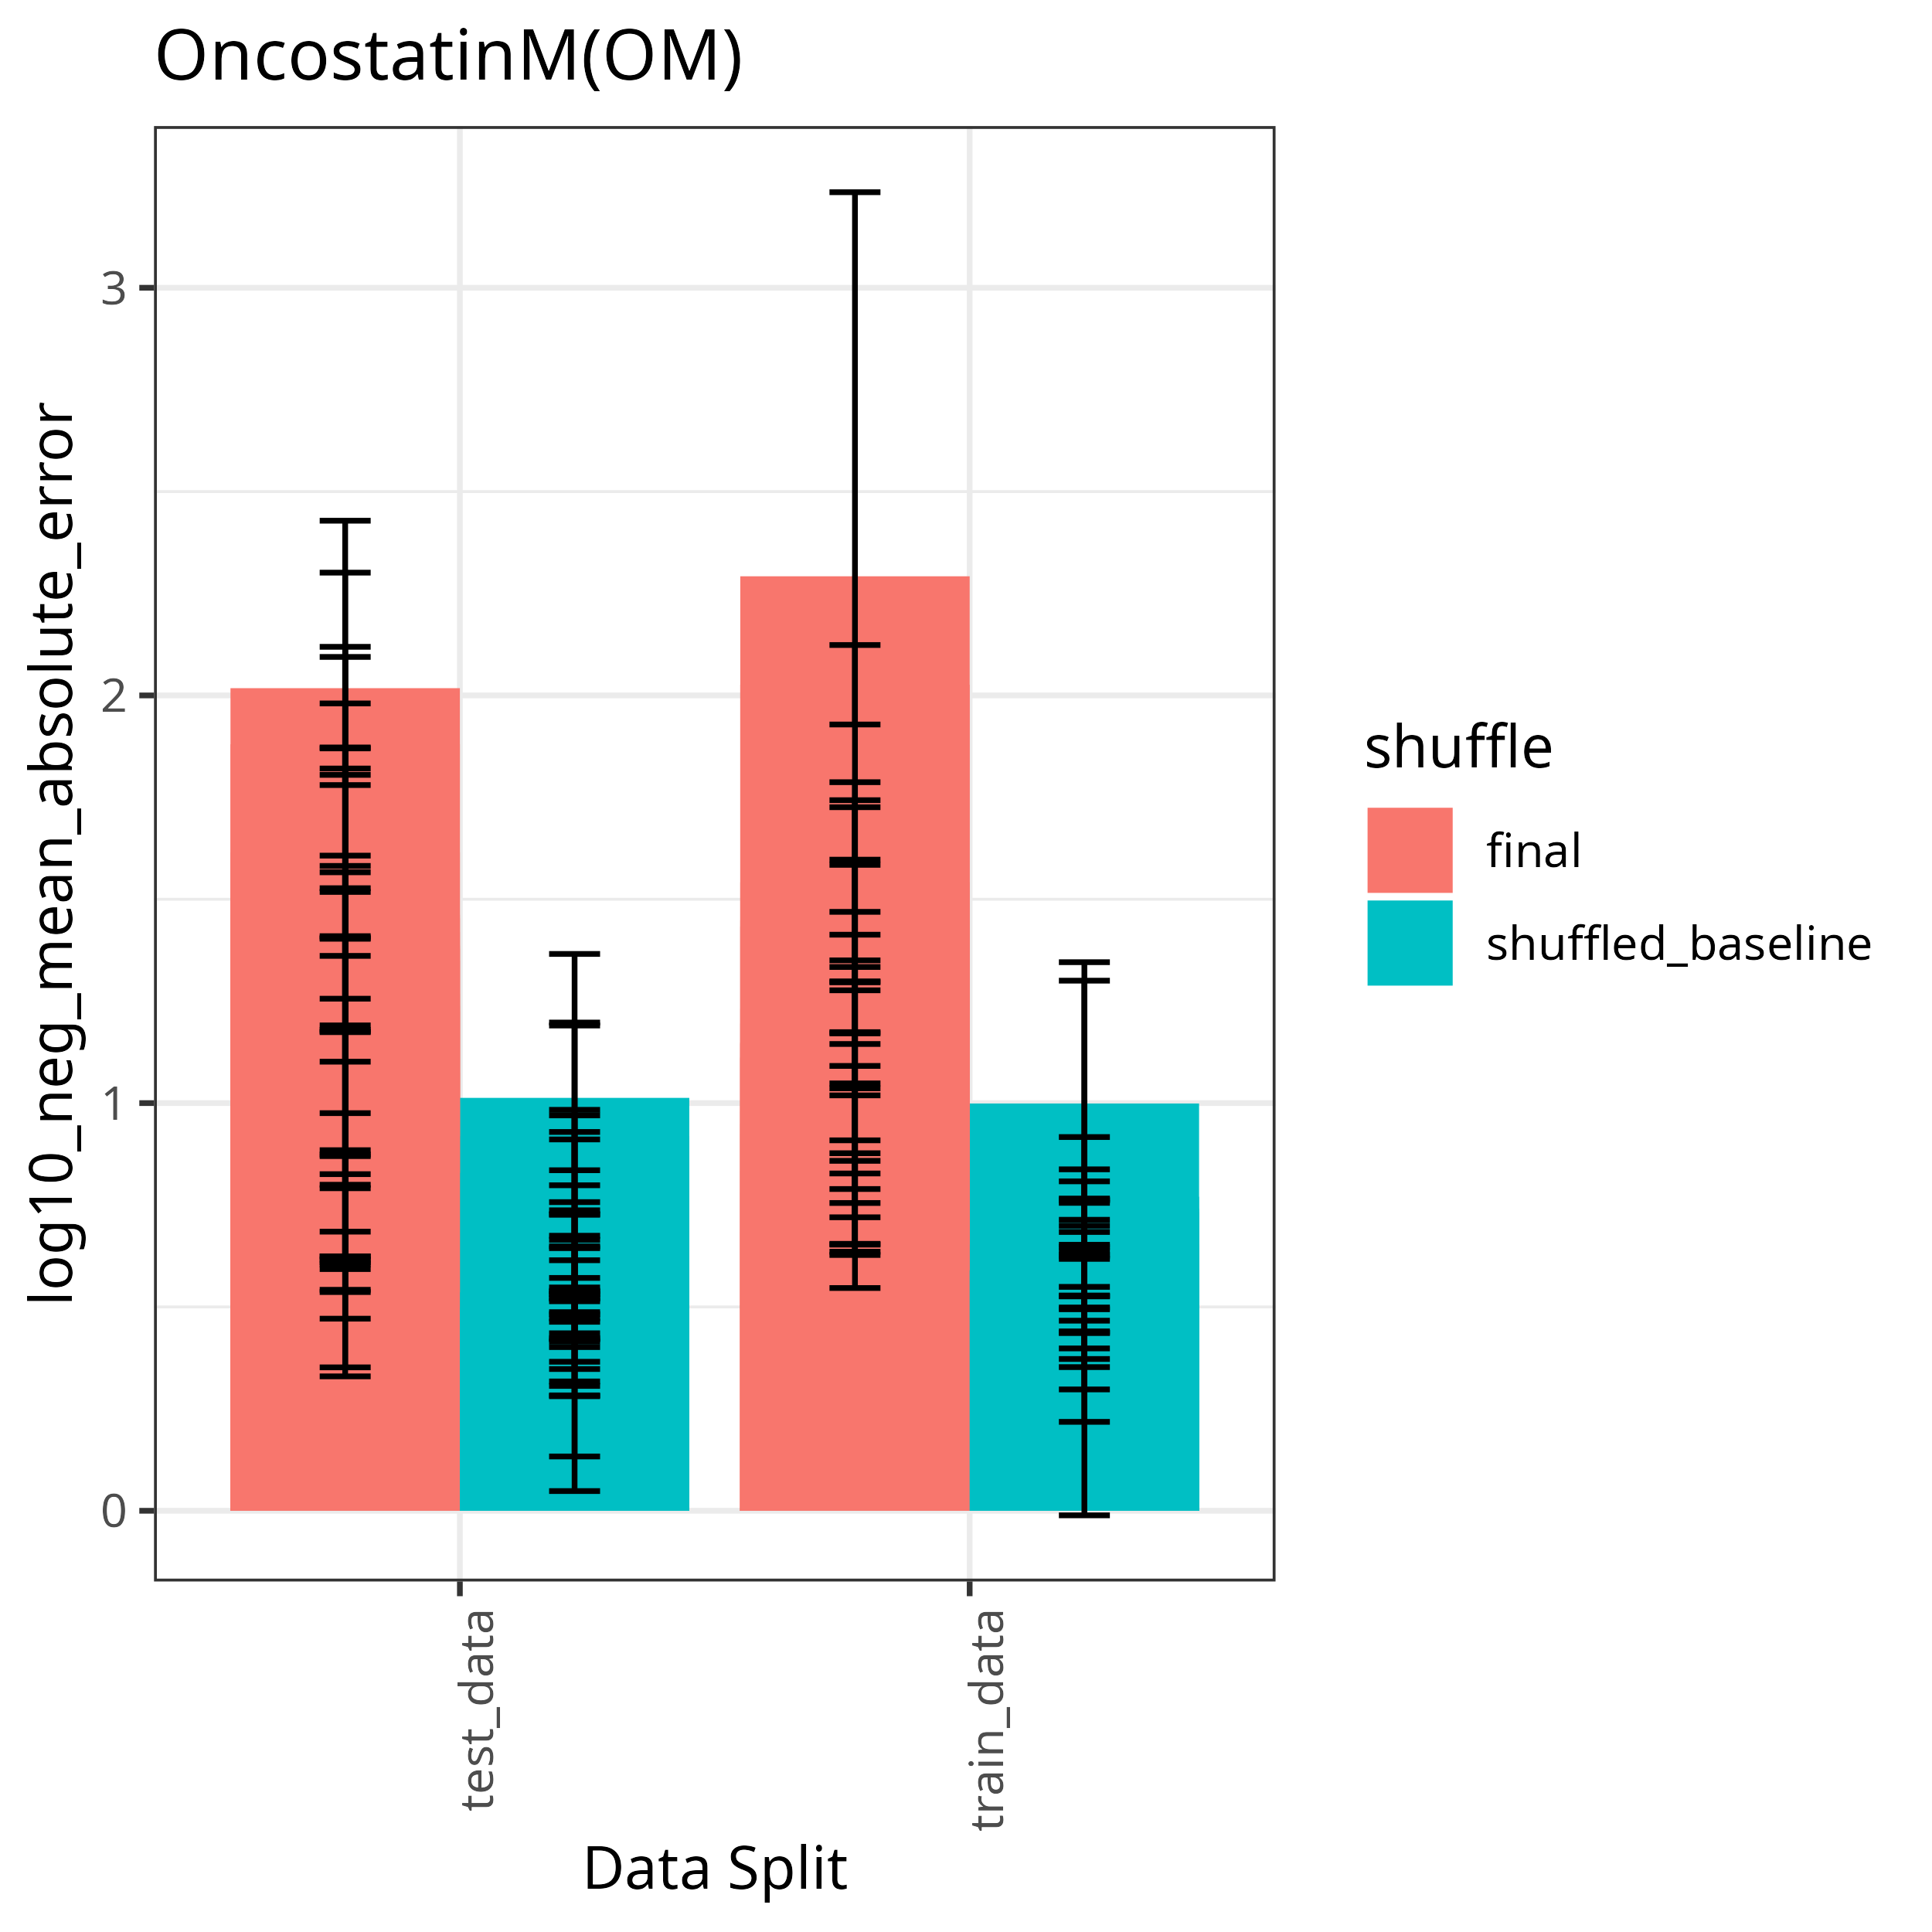 OncostatinM(OM)
log10_neg_mean_absolute_error
3
2
1
0
test_data
train_data
Data Split
shuffle
final
shuffled_baseline